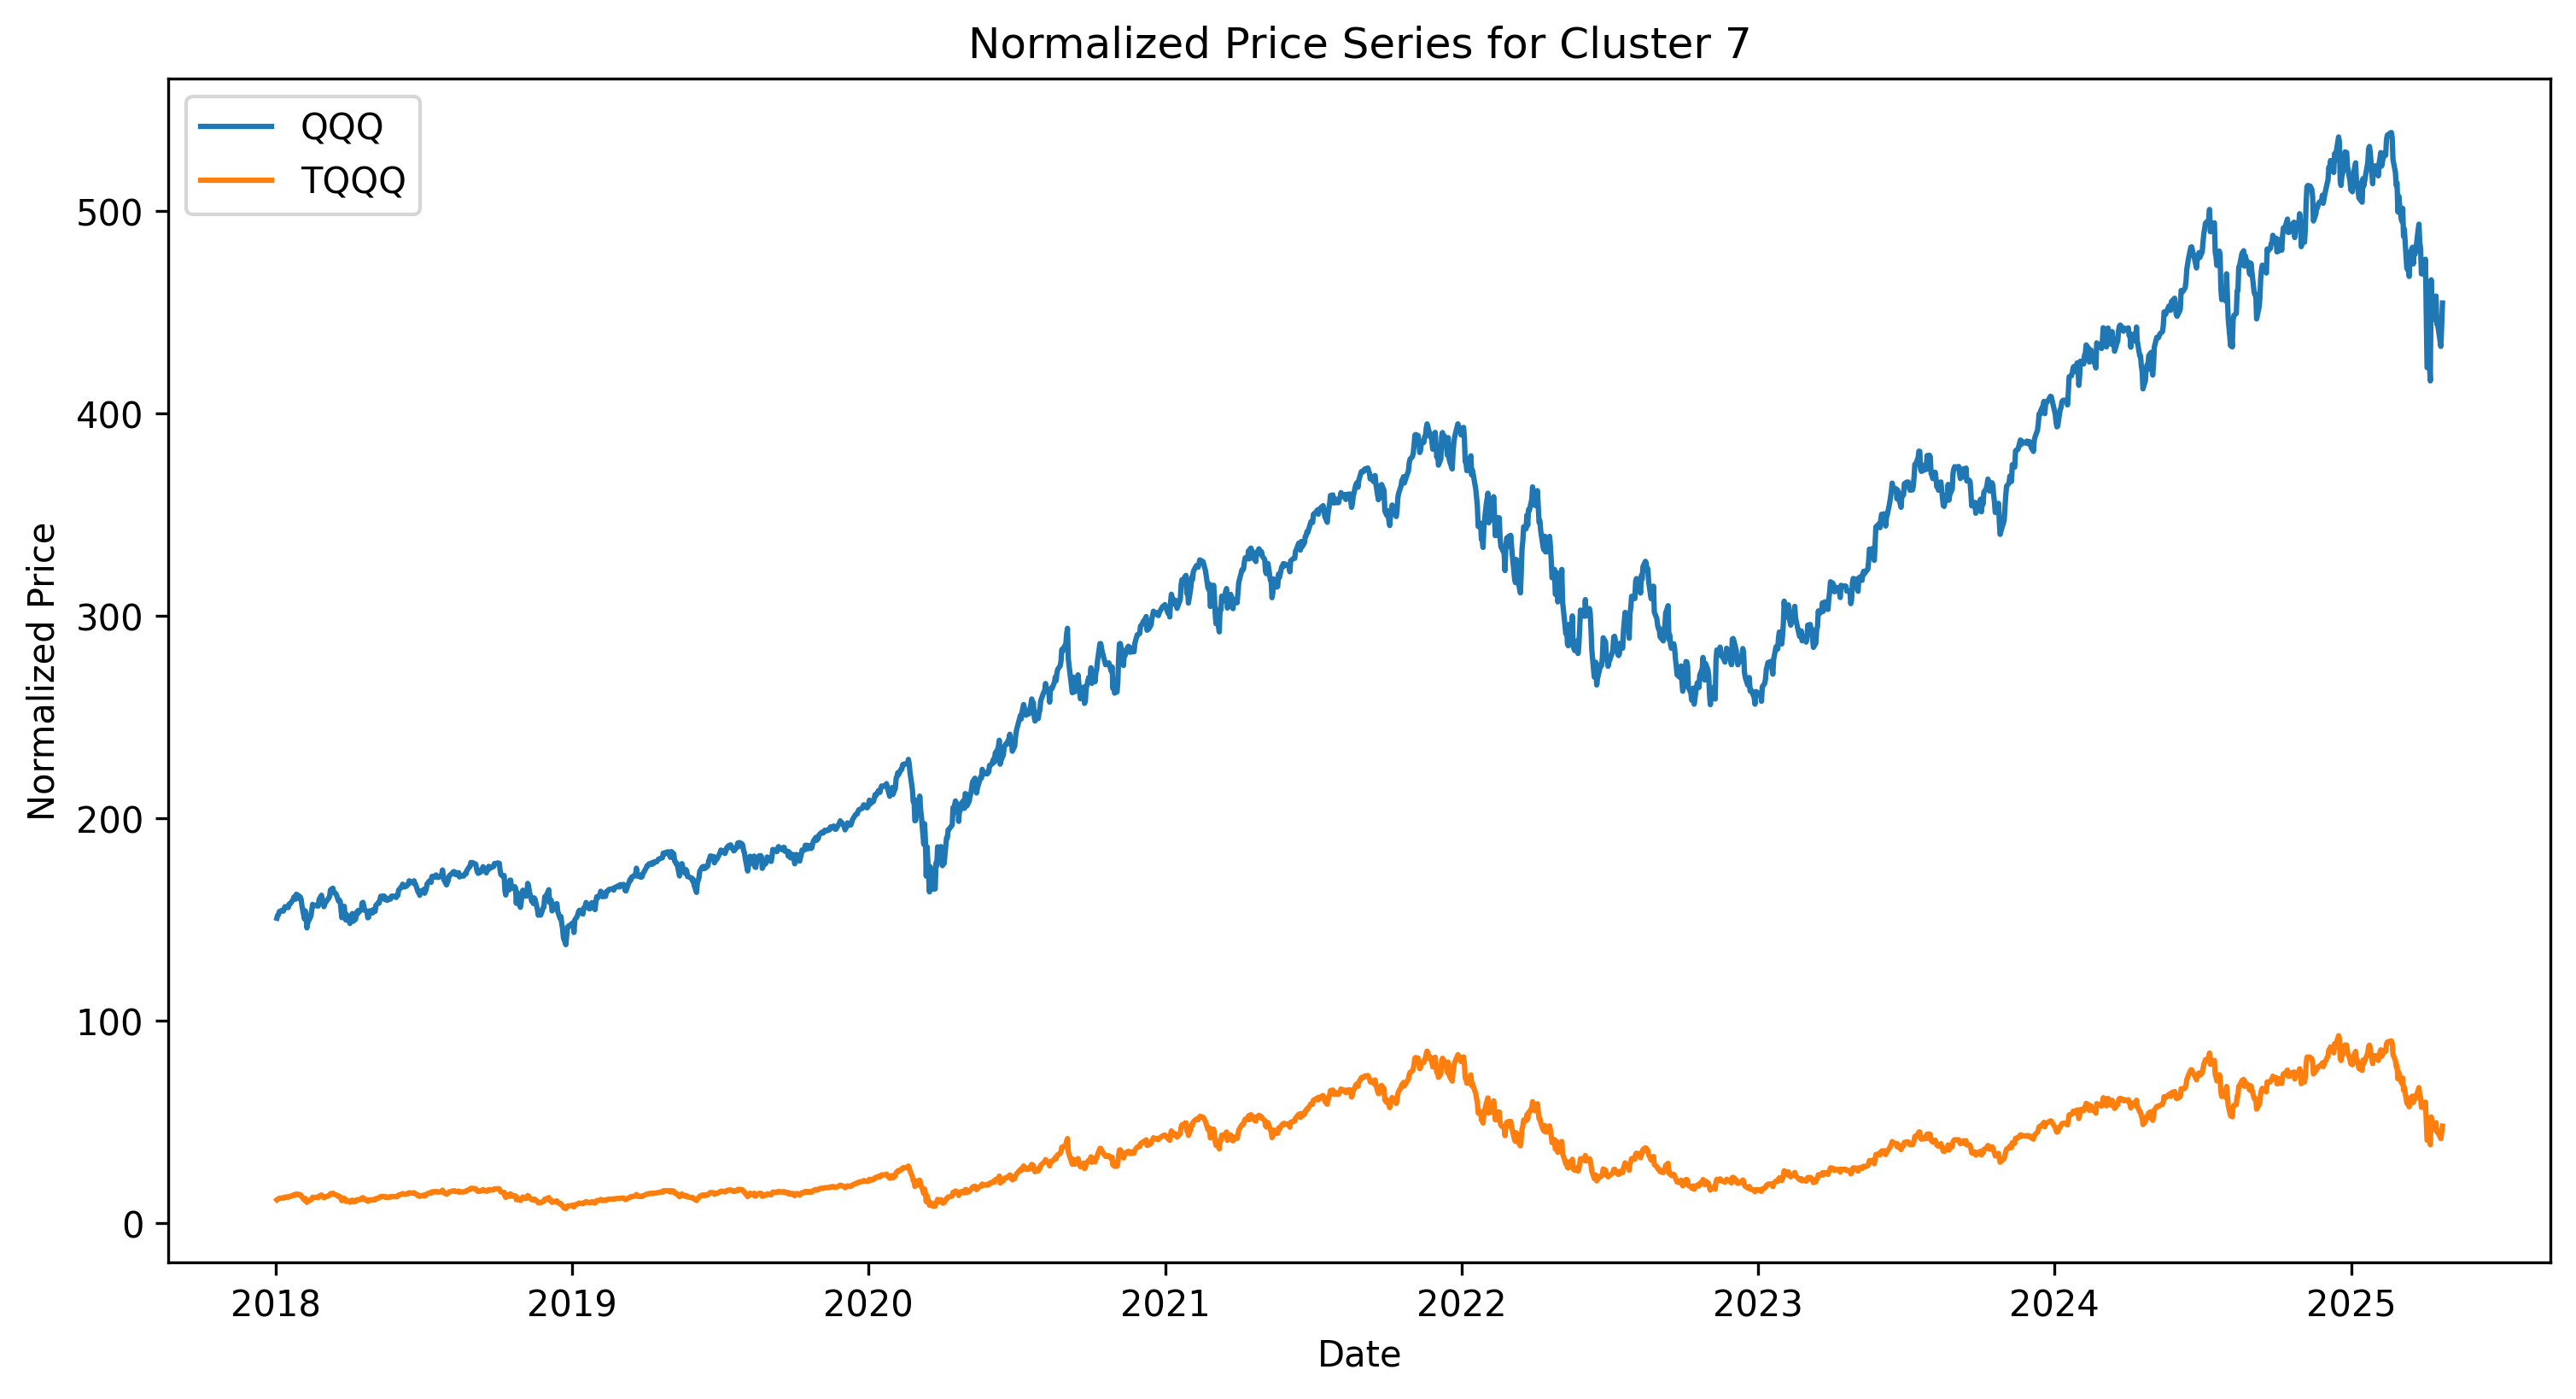 Normalized Price Series for Cluster 7
QQQ
TQQQ
Normalized Price
500
400
300
200
100
0
2018 2019 2020 2021 2022 2023 2024 2025
Date